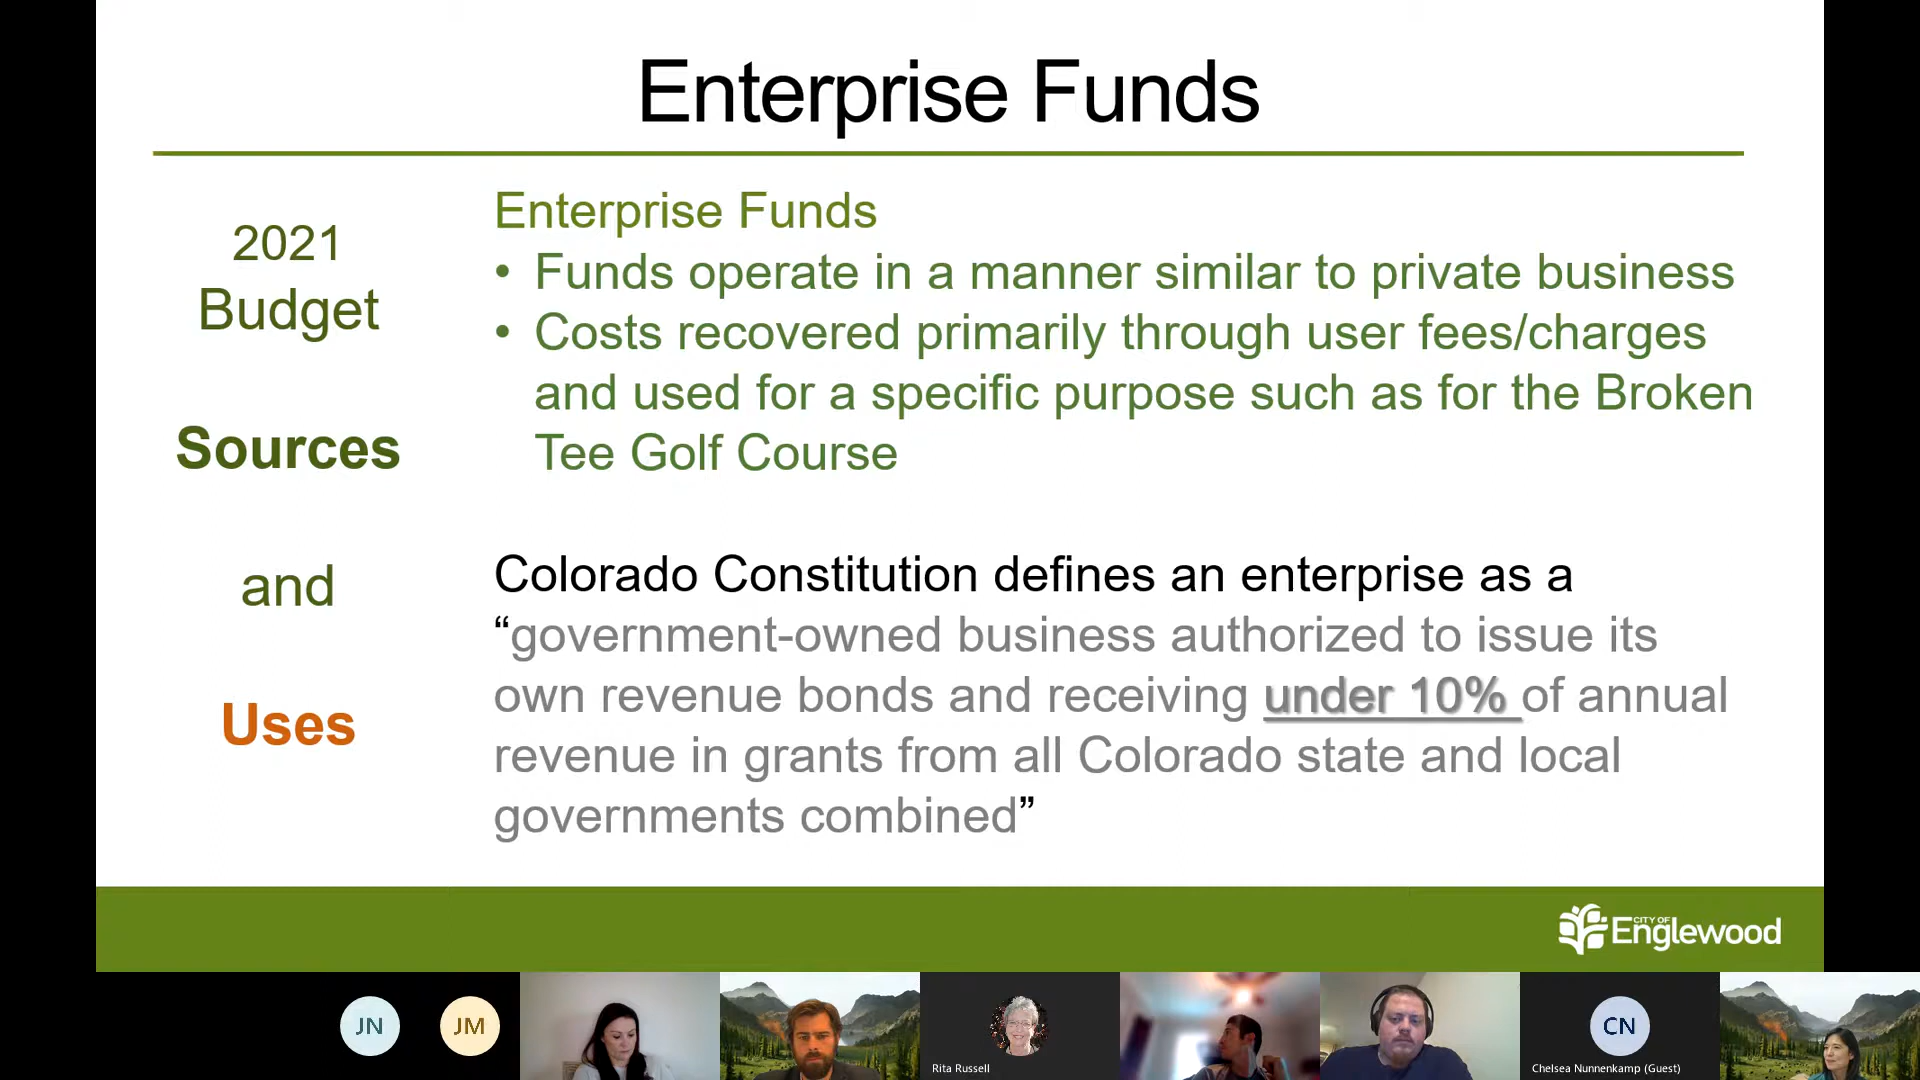 Enterprise Funds
2021
Budget
Sources
and
Uses
Enterprise Funds
• Funds operate in a manner similar to private business
• Costs recovered primarily through user fees/charges
and used for a specific purpose such as for the Broken
Tee Golf Course
Colorado Constitution defines an enterprise as a
“government-owned business authorized to issue its
own revenue bonds and receiving under 10% of annual
revenue in grants from all Colorado state and local
governments combined”
CITY OF
Englewood
JN
JM
Rita Russell
CN
Chelsea Nunnenkamp (Guest)